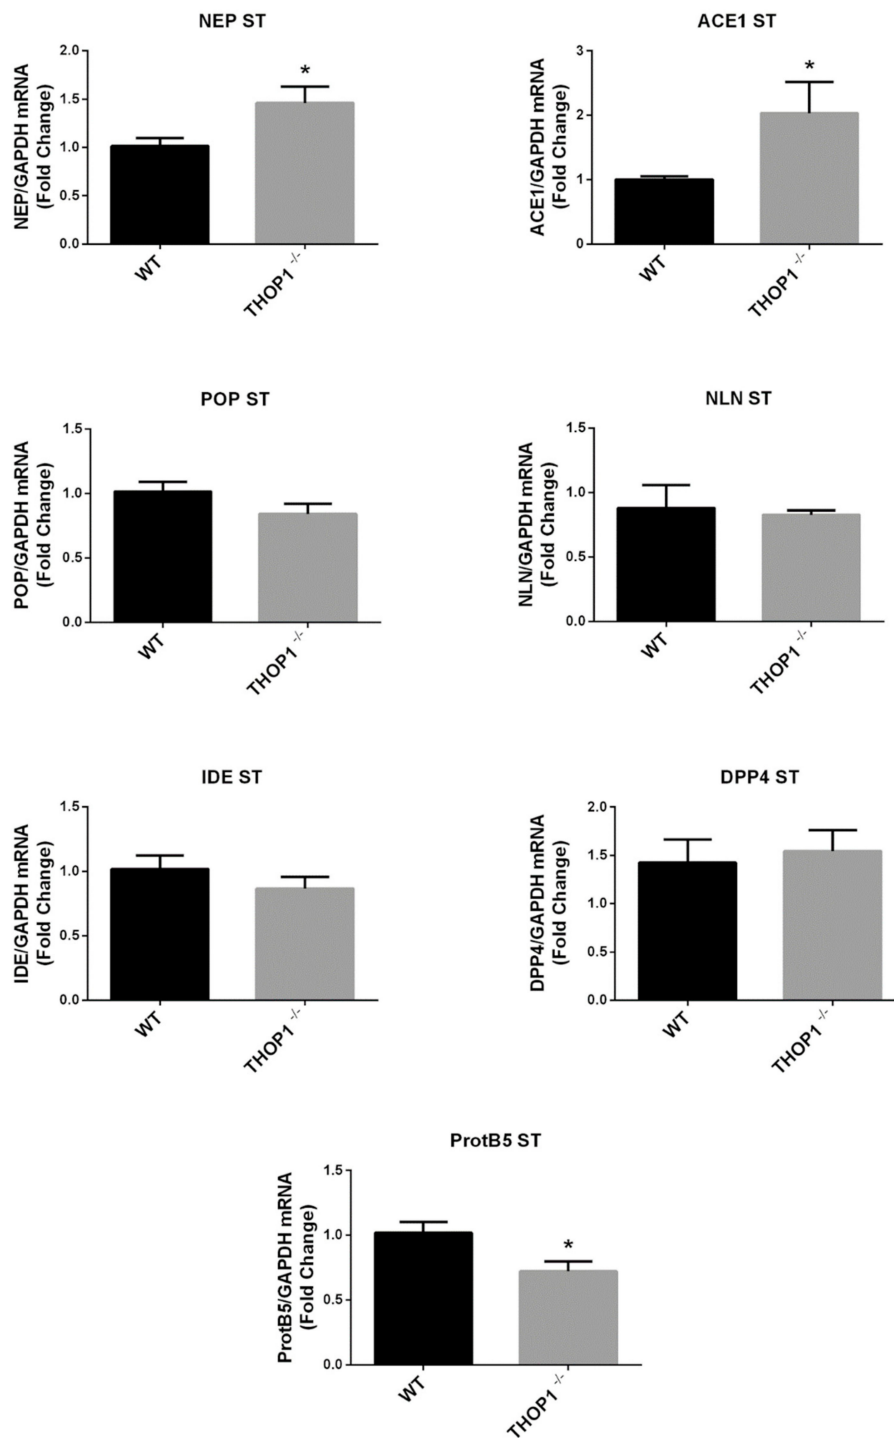 NEP ST
NEP/GAPDH mRNA
(Fold Change)
2.0
1.5
1.0
0.5
0.0
*
WT
THOP1 -/-
ACE1 ST
ACE1/GAPDH mRNA
(Fold Change)
3
2
1
0
*
WT
THOP1 -/-
POP ST
POP/GAPDH mRNA
(Fold Change)
1.5
1.0
0.5
0.0
WT
THOP1 -/-
NLN ST
NLN/GAPDH mRNA
(Fold Change)
1.5
1.0
0.5
0.0
WT
THOP1 -/-
IDE ST
IDE/GAPDH mRNA
(Fold Change)
1.5
1.0
0.5
0.0
WT
THOP1 -/-
DPP4 ST
DPP4/GAPDH mRNA
(Fold Change)
2.0
1.5
1.0
0.5
0.0
WT
THOP1 -/-
ProtB5 ST
ProtB5/GAPDH mRNA
(Fold Change)
1.5
1.0
0.5
0.0
*
WT
THOP1 -/-